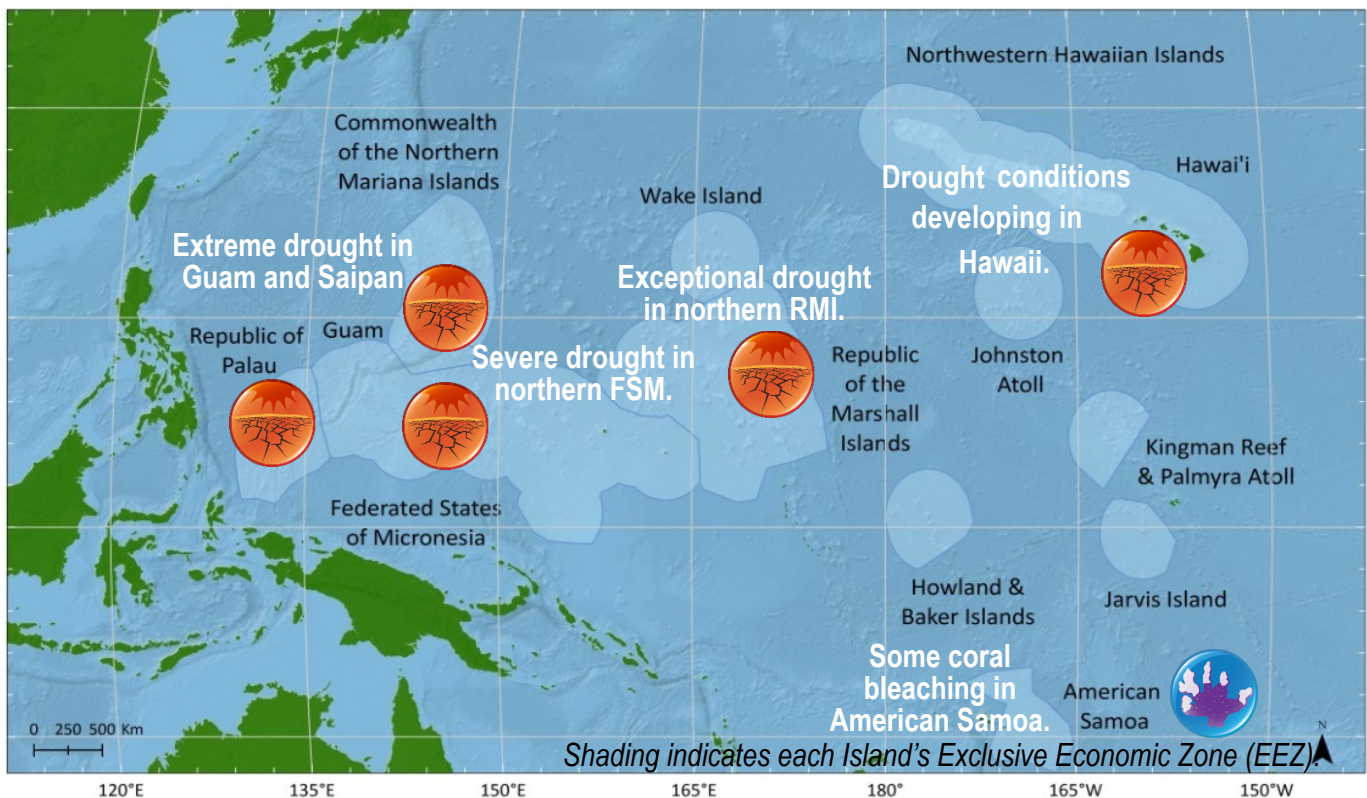 Northwestern Hawaiian Islands
Commonwealth
of the Northern
Mariana Islands
Hawai'i
Drought conditions
developing in
Hawaii.
Wake Island
Extreme drought in
Guam and Saipan
Exceptional drought
in northern RMI.
Republic of
Palau
Guam
Severe drought in
northern FSM.
Republic
of the
Marshall
Islands
Johnston
Atoll
Kingman Reef
& Palmyra Atoll
Federated States
of Micronesia
Howland &
Baker Islands
Jarvis Island
Some coral
bleaching in
American Samoa.
American
Samoa
0 250 500 Km
N
Shading indicates each Island's Exclusive Economic Zone (EEZ).
120°E 135°E 150°E 165°E 180° 165°W 150°W